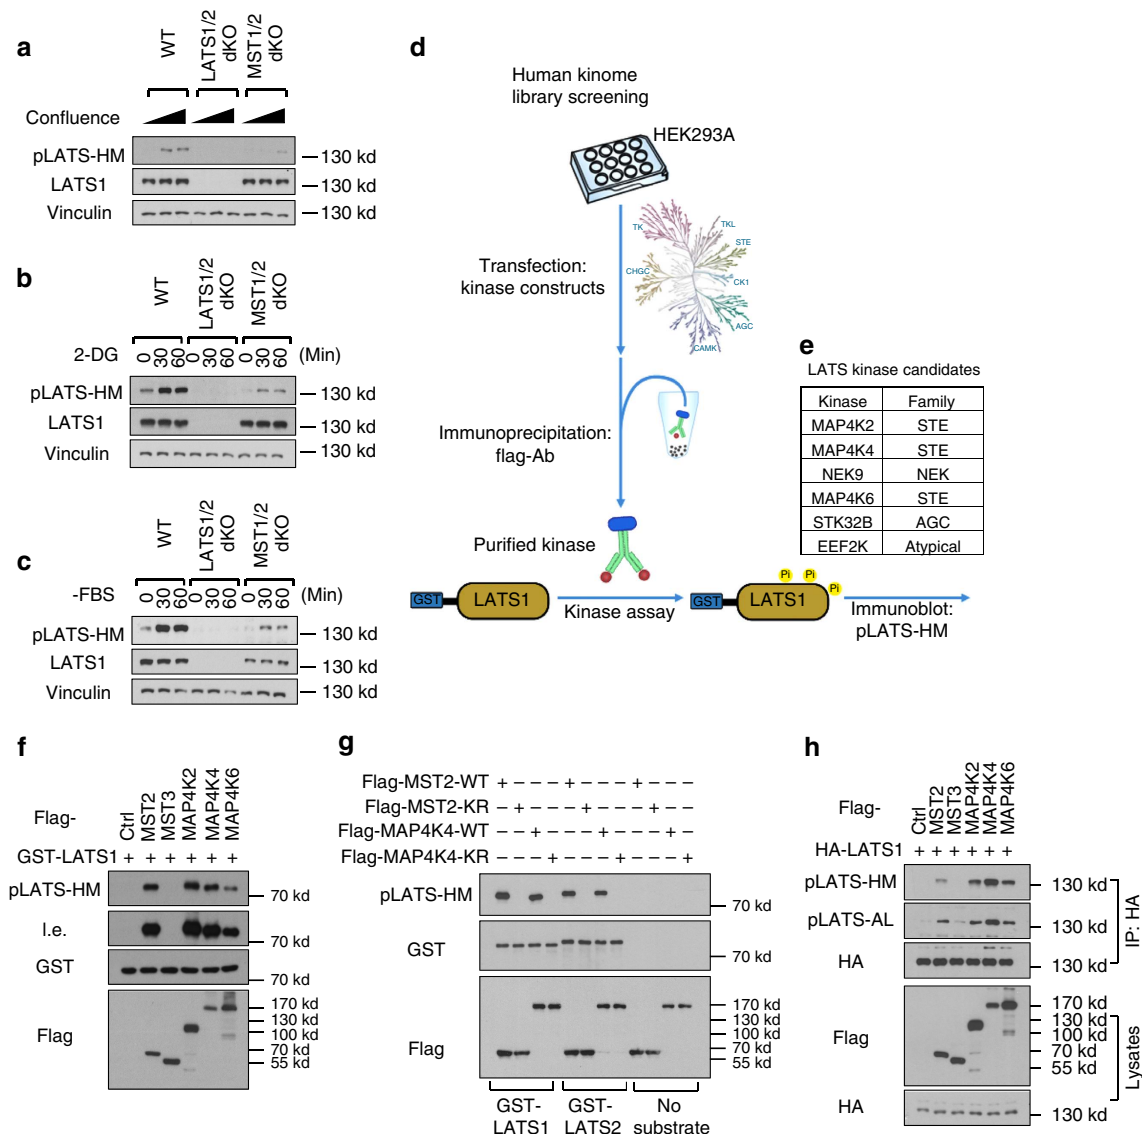 a
WT
LATS1/2 dKO
MST1/2 dKO
Confluence
pLATS-HM
130 kd
LATS1
130 kd
Vinculin
130 kd
b
WT
LATS1/2 dKO
MST1/2 dKO
2-DG
0 30 60 0 30 60 0 30 60 (Min)
pLATS-HM
130 kd
LATS1
130 kd
Vinculin
130 kd
c
WT
LATS1/2 dKO
MST1/2 dKO
-FBS
0 30 60 0 30 60 0 30 60 (Min)
pLATS-HM
130 kd
LATS1
130 kd
Vinculin
130 kd
d
Human kinome
library screening
HEK293A
Transfection:
kinase constructs
TK
TKL
STE
CHGC
CK1
AGC
CAMK
Immunoprecipitation:
flag-Ab
Purified kinase
GST LATS1
Kinase assay
GST LATS1
Pi Pi Pi
Immunoblot:
pLATS-HM
e
LATS kinase candidates
Kinase Family
MAP4K2 STE
MAP4K4 STE
NEK9 NEK
MAP4K6 STE
STK32B AGC
EEF2K Atypical
f
Flag- Ctrl MST2 MST3 MAP4K2 MAP4K4 MAP4K6
GST-LATS1 + + + + + +
pLATS-HM
70 kd
l.e.
70 kd
GST
70 kd
Flag
170 kd
130 kd
100 kd
70 kd
55 kd
g
Flag-MST2-WT + − − − + − − − + − − −
Flag-MST2-KR − + − − − + − − − + − −
Flag-MAP4K4-WT − − + − − − + − − − + −
Flag-MAP4K4-KR − − − + − − − + − − − +
pLATS-HM
70 kd
GST
70 kd
Flag
170 kd
130 kd
100 kd
70 kd
55 kd
GST-
LATS1
GST-
LATS2
No
substrate
h
Flag- Ctrl MST2 MST3 MAP4K2 MAP4K4 MAP4K6
HA-LATS1 + + + + + +
pLATS-HM
130 kd
pLATS-AL
130 kd
HA
130 kd
IP: HA
Flag
170 kd
130 kd
100 kd
70 kd
55 kd
HA
130 kd
Lysates